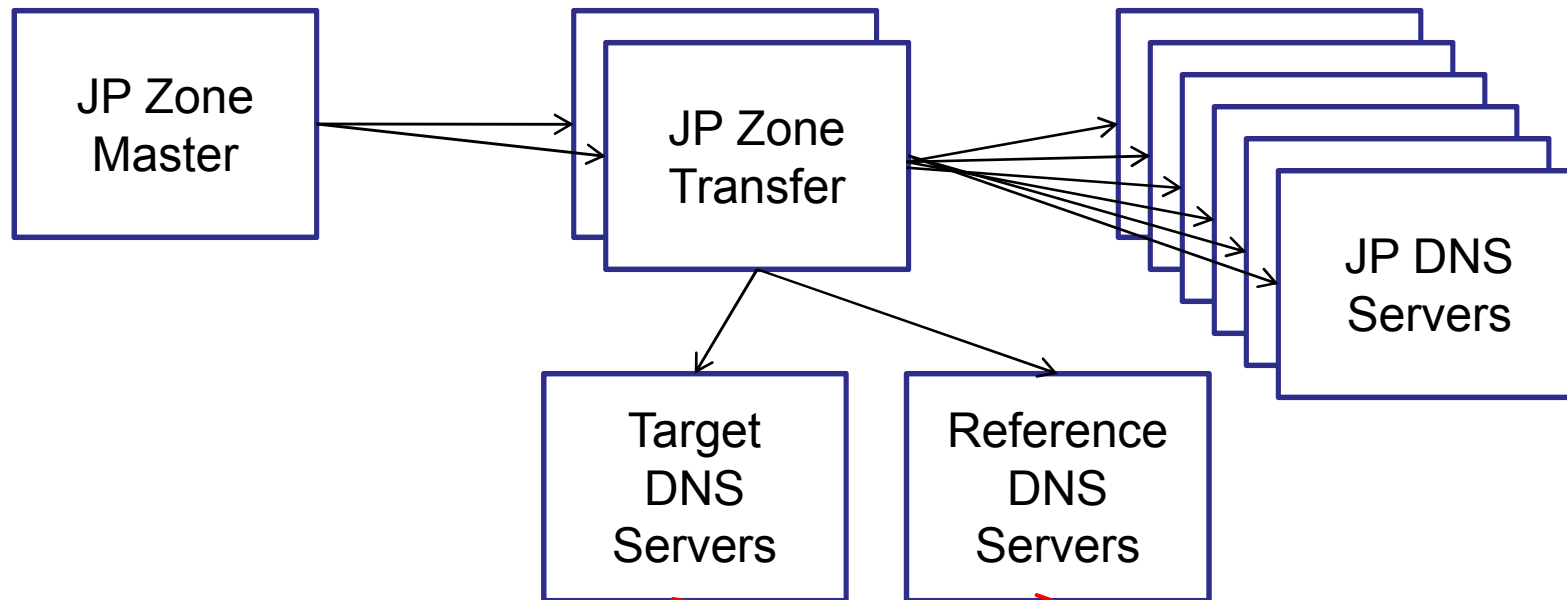 JP Zone
Master
JP Zone
Transfer
JP DNS
Servers
Target
DNS
Servers
Reference
DNS
Servers